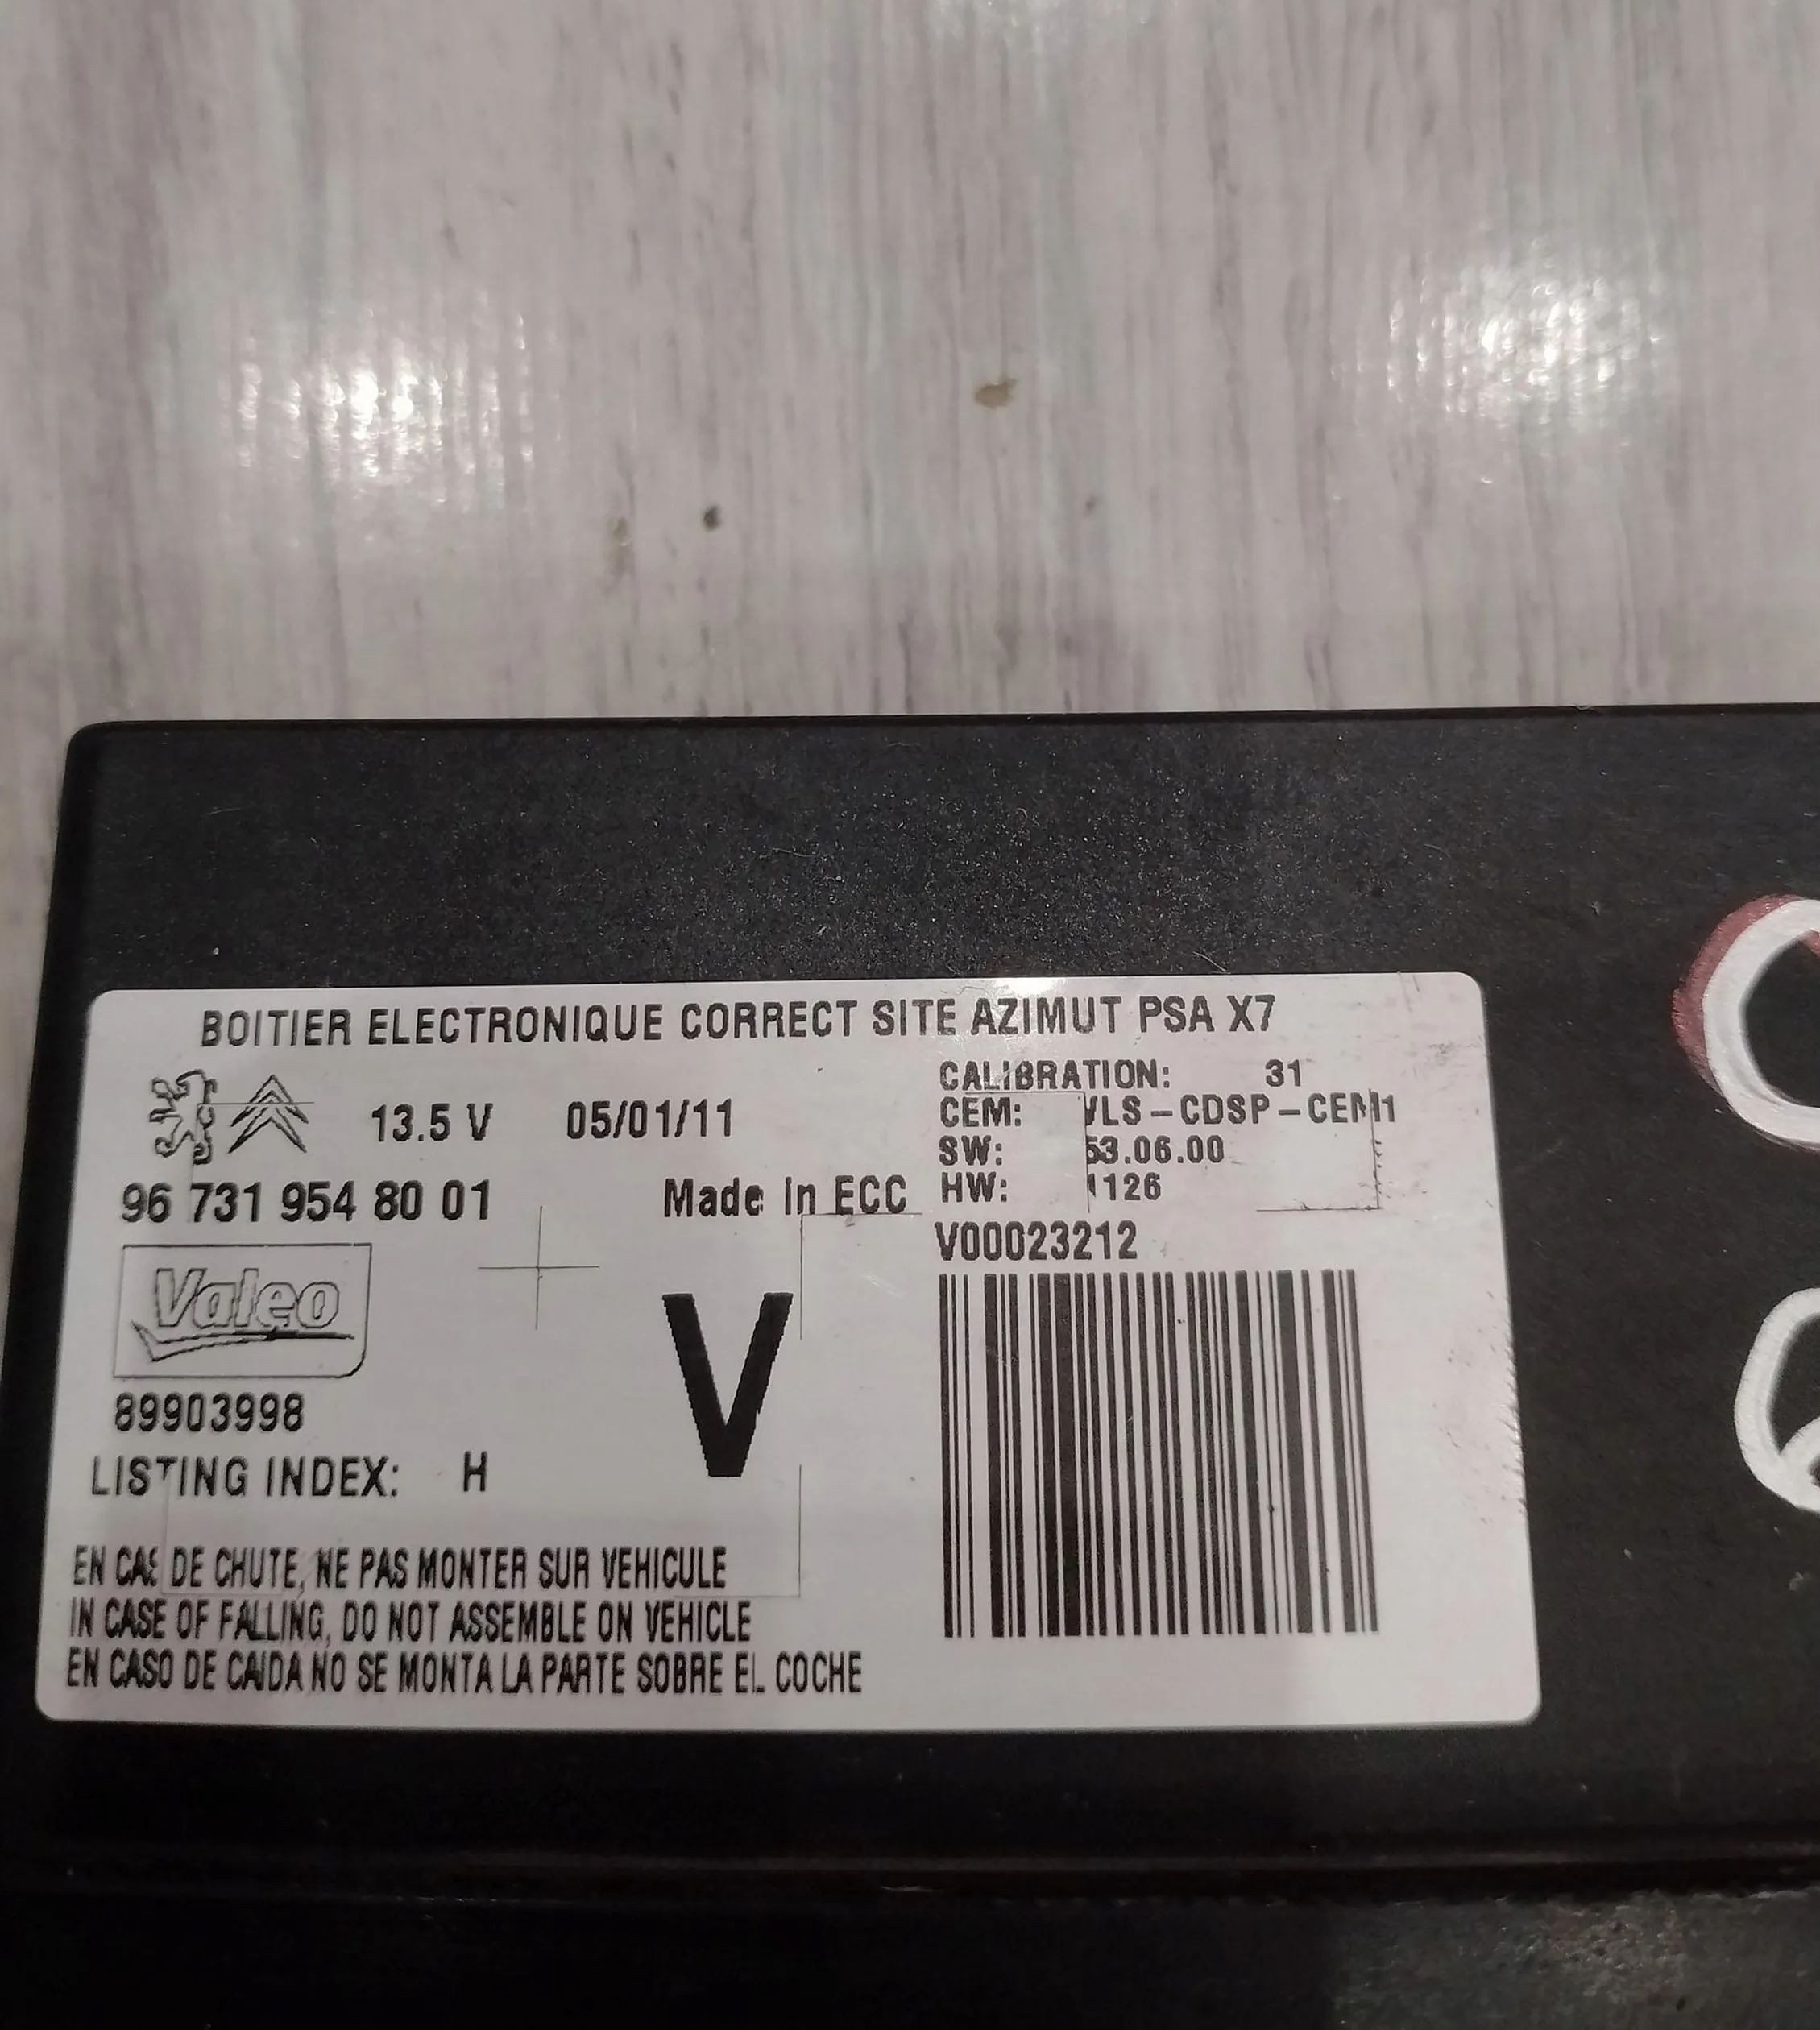 BOITIER ELECTRONIQUE CORRECT SITE AZIMUT PSA X7
13.5 V 05/01/11
96 731 954 80 01
Made in ECC
CALIBRATION: 31
CEM: VLS-CDSP-CEM1
SW: 53.06.00
HW: 1126
V00023212
Valeo
89903998
V
LISTING INDEX: H
EN CAS DE CHUTE, NE PAS MONTER SUR VEHICULE
IN CASE OF FALLING, DO NOT ASSEMBLE ON VEHICLE
EN CASO DE CAIDA NO SE MONTA LA PARTE SOBRE EL COCHE